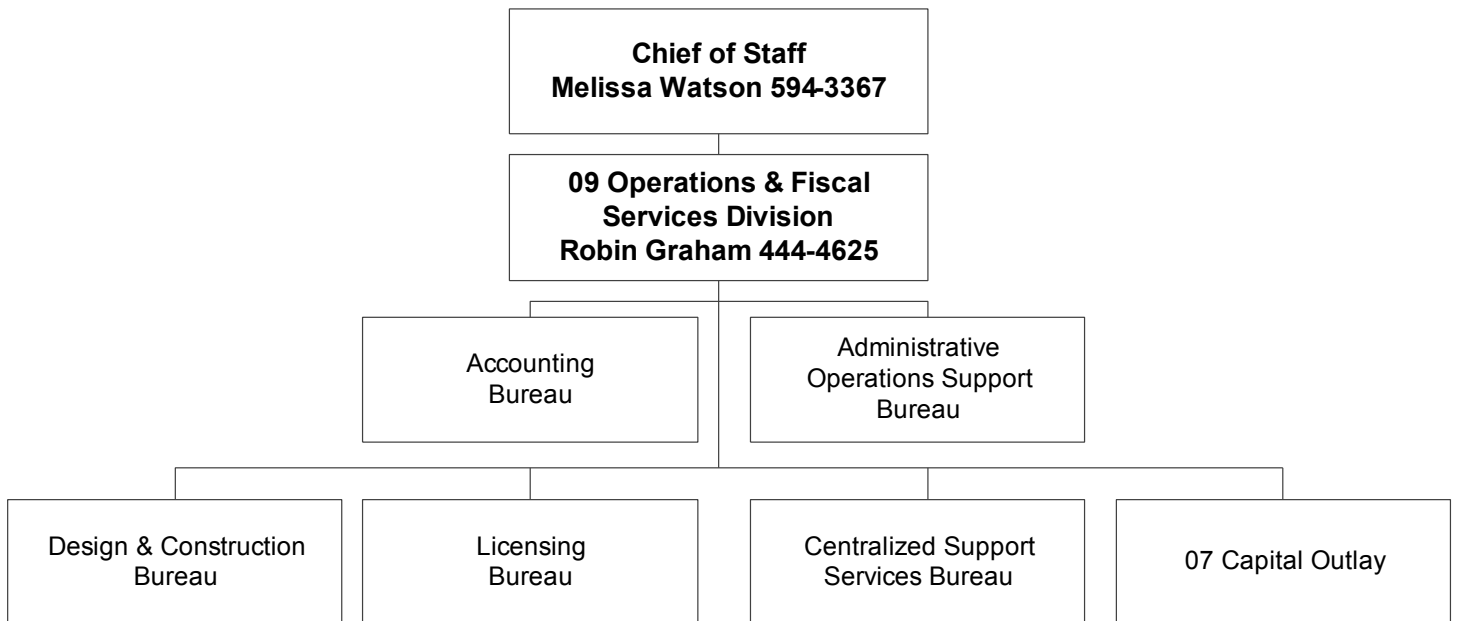 Chief of Staff
Melissa Watson 594-3367
09 Operations & Fiscal
Services Division
Robin Graham 444-4625
Accounting
Bureau
Administrative
Operations Support
Bureau
Design & Construction
Bureau
Licensing
Bureau
Centralized Support
Services Bureau
07 Capital Outlay